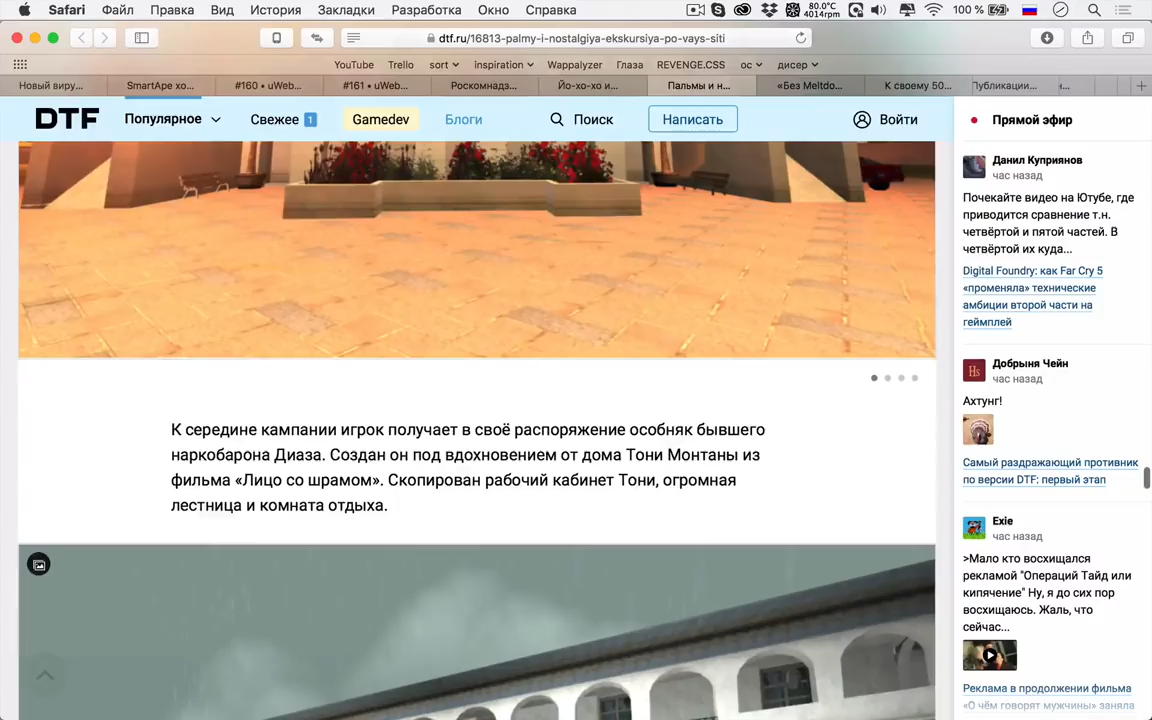 Safari Файл Правка Вид История Закладки Разработка Окно Справка 80.0°C 4014rpm 100 %
dtf.ru/16813-palmy-i-nostalgiya-ekskursiya-po-vays-siti
YouTube Trello sort inspiration Wappalyzer Глаза REVENGE.CSS ос дисер
Новый виру... SmartApe хо... #160 • uWeb... #161 • uWeb... Роскомнадз... Йо-хо-хо и... Пальмы и н... «Без Meltdo... К своему 50... Публикации...
DTF Популярное Свежее 1 Gamedev Блоги Поиск Написать Войти
К середине кампании игрок получает в своё распоряжение особняк бывшего
наркобарона Диаза. Создан он под вдохновением от дома Тони Монтаны из
фильма «Лицо со шрамом». Скопирован рабочий кабинет Тони, огромная
лестница и комната отдыха.
Прямой эфир
Данил Куприянов
час назад
Почекайте видео на Ютубе, где
приводится сравнение т.н.
четвёртой и пятой частей. В
четвёртой их куда...
Digital Foundry: как Far Cry 5
«променяла» технические
амбиции второй части на
геймплей
Hs
Добрыня Чейн
час назад
Ахтунг!
Самый раздражающий противник
по версии DTF: первый этап
Exie
час назад
>Мало кто восхищался
рекламой "Операций Тайд или
кипячение" Ну, я до сих пор
восхищаюсь. Жаль, что
сейчас...
Реклама в продолжении фильма
«О чём говорят мужчины» заняла